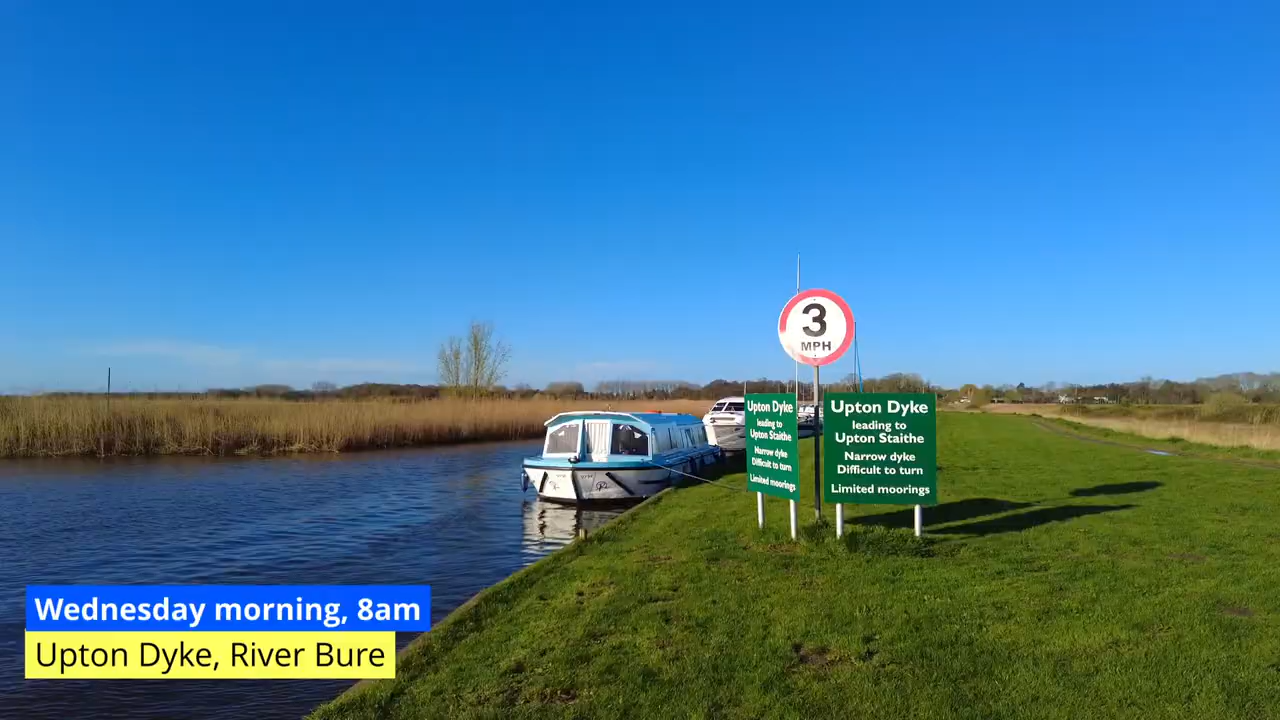 3
MPH
Upton Dyke
leading to
Upton Staithe
Narrow dyke
Difficult to turn
Limited moorings
Upton Dyke
leading to
Upton Staithe
Narrow dyke
Difficult to turn
Limited moorings
Wednesday morning, 8am
Upton Dyke, River Bure